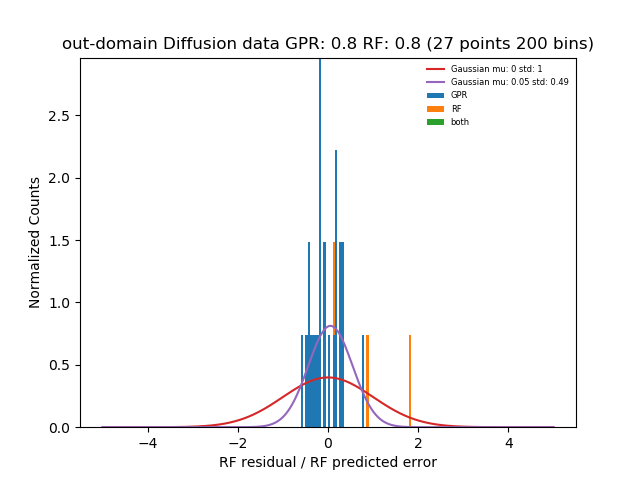 out-domain Diffusion data GPR: 0.8 RF: 0.8 (27 points 200 bins)
Gaussian mu: 0 std: 1
Gaussian mu: 0.05 std: 0.49
GPR
RF
both
Normalized Counts
2.5
2.0
1.5
1.0
0.5
0.0
−4 −2 0 2 4
RF residual / RF predicted error